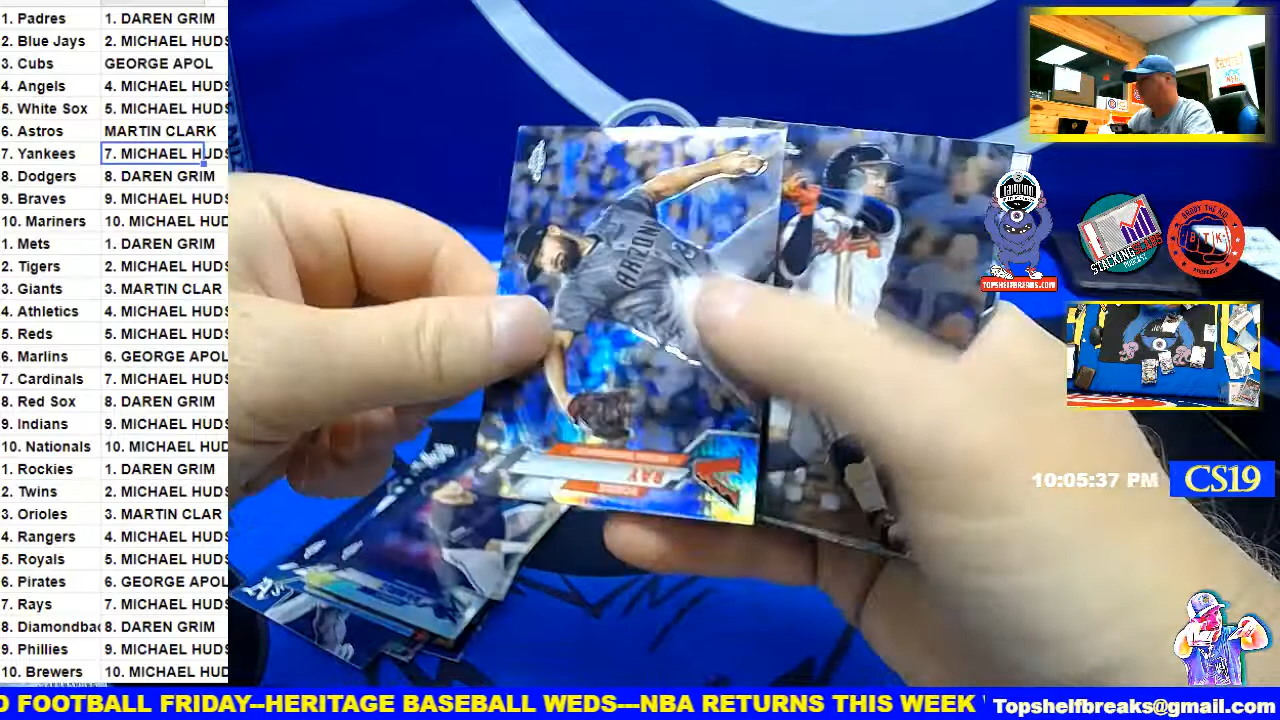 1. Padres 1. DAREN GRIM
2. Blue Jays 2. MICHAEL HUDS
3. Cubs GEORGE APOL
4. Angels 4. MICHAEL HUDS
5. White Sox 5. MICHAEL HUDS
6. Astros MARTIN CLARK
7. Yankees 7. MICHAEL HUDS
8. Dodgers 8. DAREN GRIM
9. Braves 9. MICHAEL HUDS
10. Mariners 10. MICHAEL HUD
1. Mets 1. DAREN GRIM
2. Tigers 2. MICHAEL HUDS
3. Giants 3. MARTIN CLAR
4. Athletics 4. MICHAEL HUDS
5. Reds 5. MICHAEL HUDS
6. Marlins 6. GEORGE APOL
7. Cardinals 7. MICHAEL HUDS
8. Red Sox 8. DAREN GRIM
9. Indians 9. MICHAEL HUDS
10. Nationals 10. MICHAEL HUD
1. Rockies 1. DAREN GRIM
2. Twins 2. MICHAEL HUDS
3. Orioles 3. MARTIN CLAR
4. Rangers 4. MICHAEL HUDS
5. Royals 5. MICHAEL HUDS
6. Pirates 6. GEORGE APOL
7. Rays 7. MICHAEL HUDS
8. Diamondbac 8. DAREN GRIM
9. Phillies 9. MICHAEL HUDS
10. Brewers 10. MICHAEL HUD
ARIZON
RAY
TOPSHELFBREAKS.COM
STACKING SLABS
PODCAST
BTK
10:05:37 PM
CS19
O FOOTBALL FRIDAY--HERITAGE BASEBALL WEDS---NBA RETURNS THIS WEEK
Topshelfbreaks@gmail.com